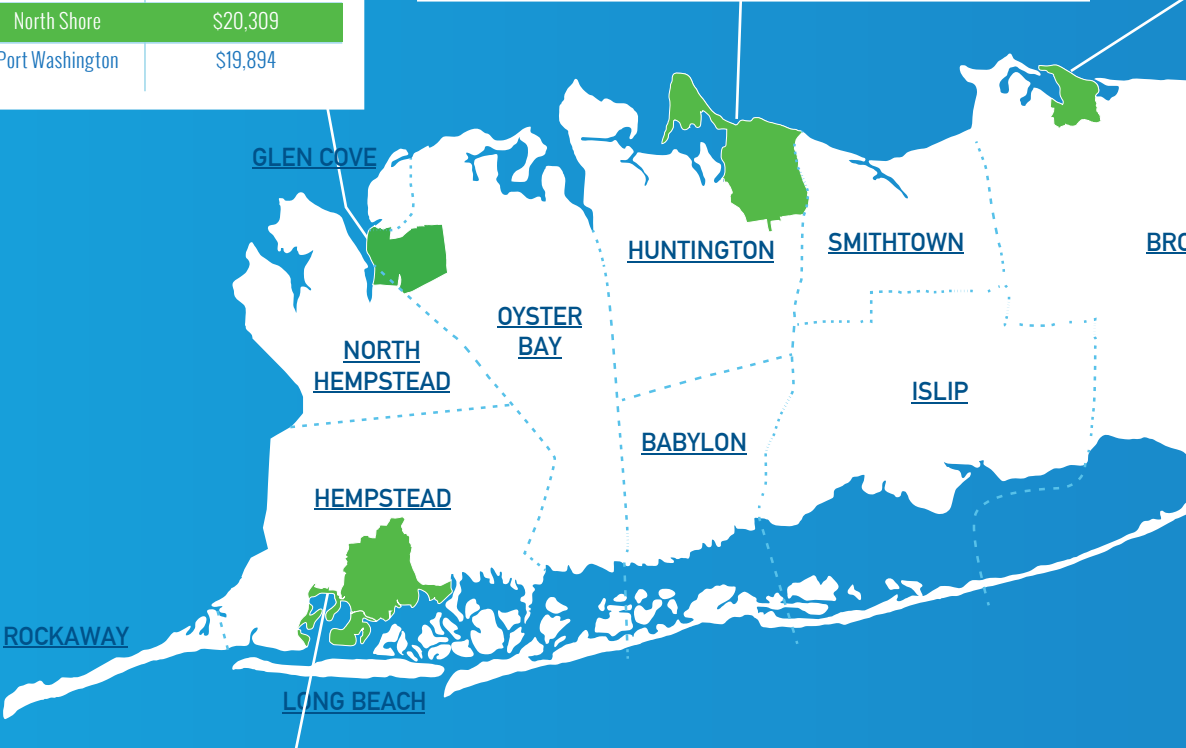 North Shore $20,309
Port Washington $19,894
GLEN COVE
HUNTINGTON
SMITHTOWN
BRO
OYSTER
BAY
NORTH
HEMPSTEAD
ISLIP
BABYLON
HEMPSTEAD
ROCKAWAY
LONG BEACH